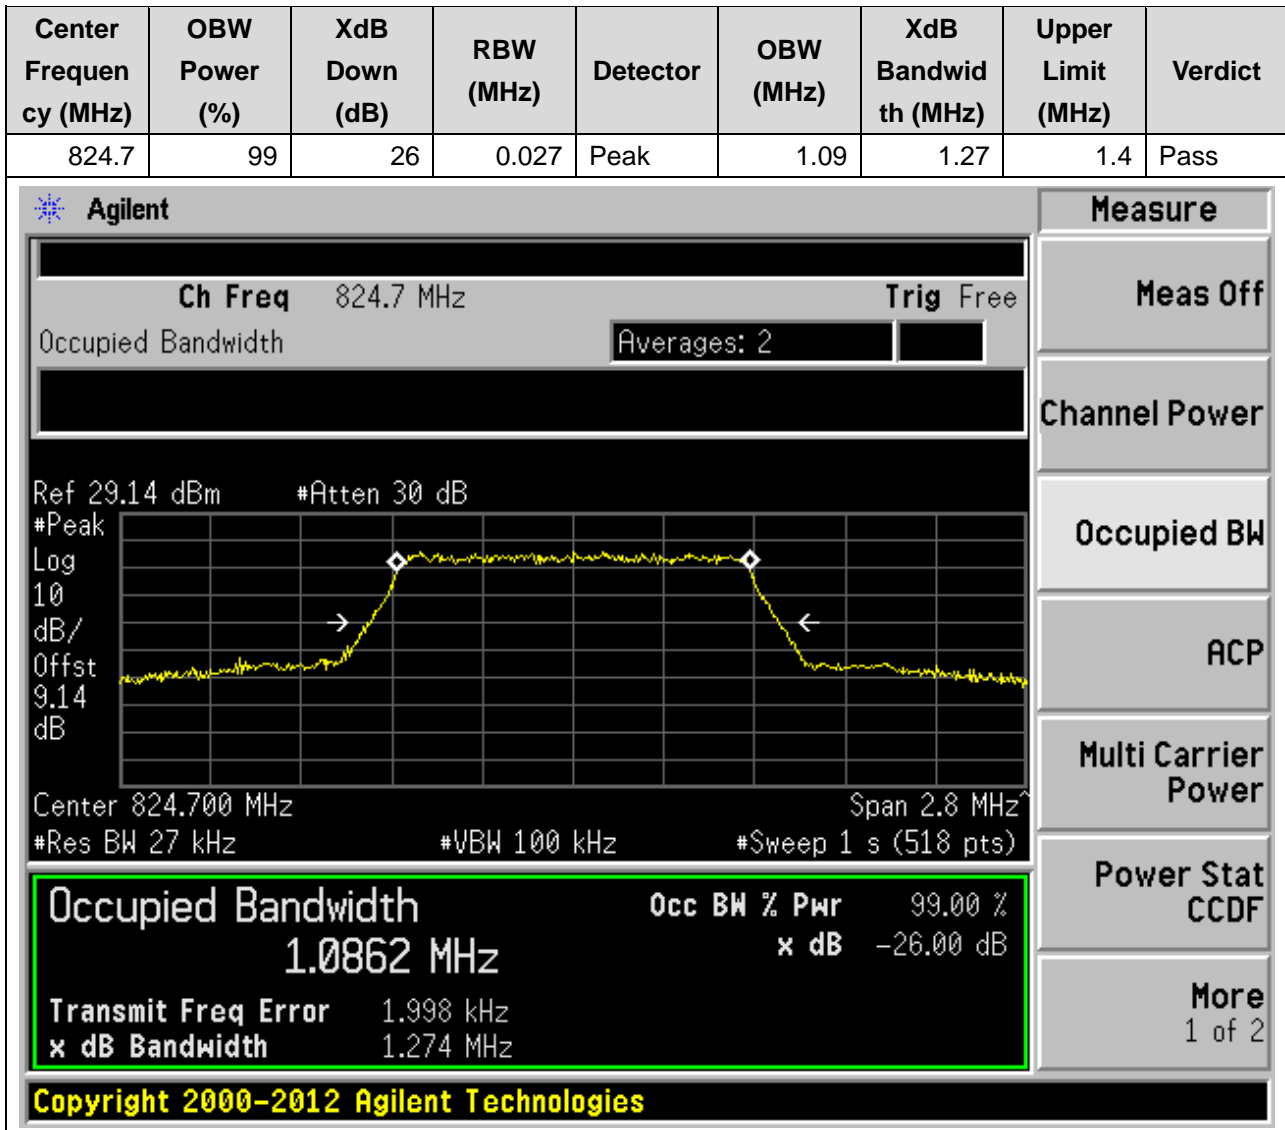 Center Frequen cy (MHz) OBW Power (%) XdB Down (dB) RBW (MHz) Detector OBW (MHz) XdB Bandwid th (MHz) Upper Limit (MHz) Verdict
824.7 99 26 0.027 Peak 1.09 1.27 1.4 Pass
Agilent
Measure
Ch Freq 824.7 MHz Trig Free
Meas Off
Occupied Bandwidth Averages: 2
Channel Power
Ref 29.14 dBm #Atten 30 dB
#Peak
Log
10
dB/
Offst
9.14
dB
Occupied BW
ACP
Multi Carrier
Power
Center 824.700 MHz Span 2.8 MHz^
#Res BW 27 kHz #VBW 100 kHz #Sweep 1 s (518 pts)
Power Stat
CCDF
Occupied Bandwidth Occ BW % Pwr 99.00 %
1.0862 MHz x dB -26.00 dB
More
1 of 2
Transmit Freq Error 1.998 kHz
x dB Bandwidth 1.274 MHz
Copyright 2000-2012 Agilent Technologies